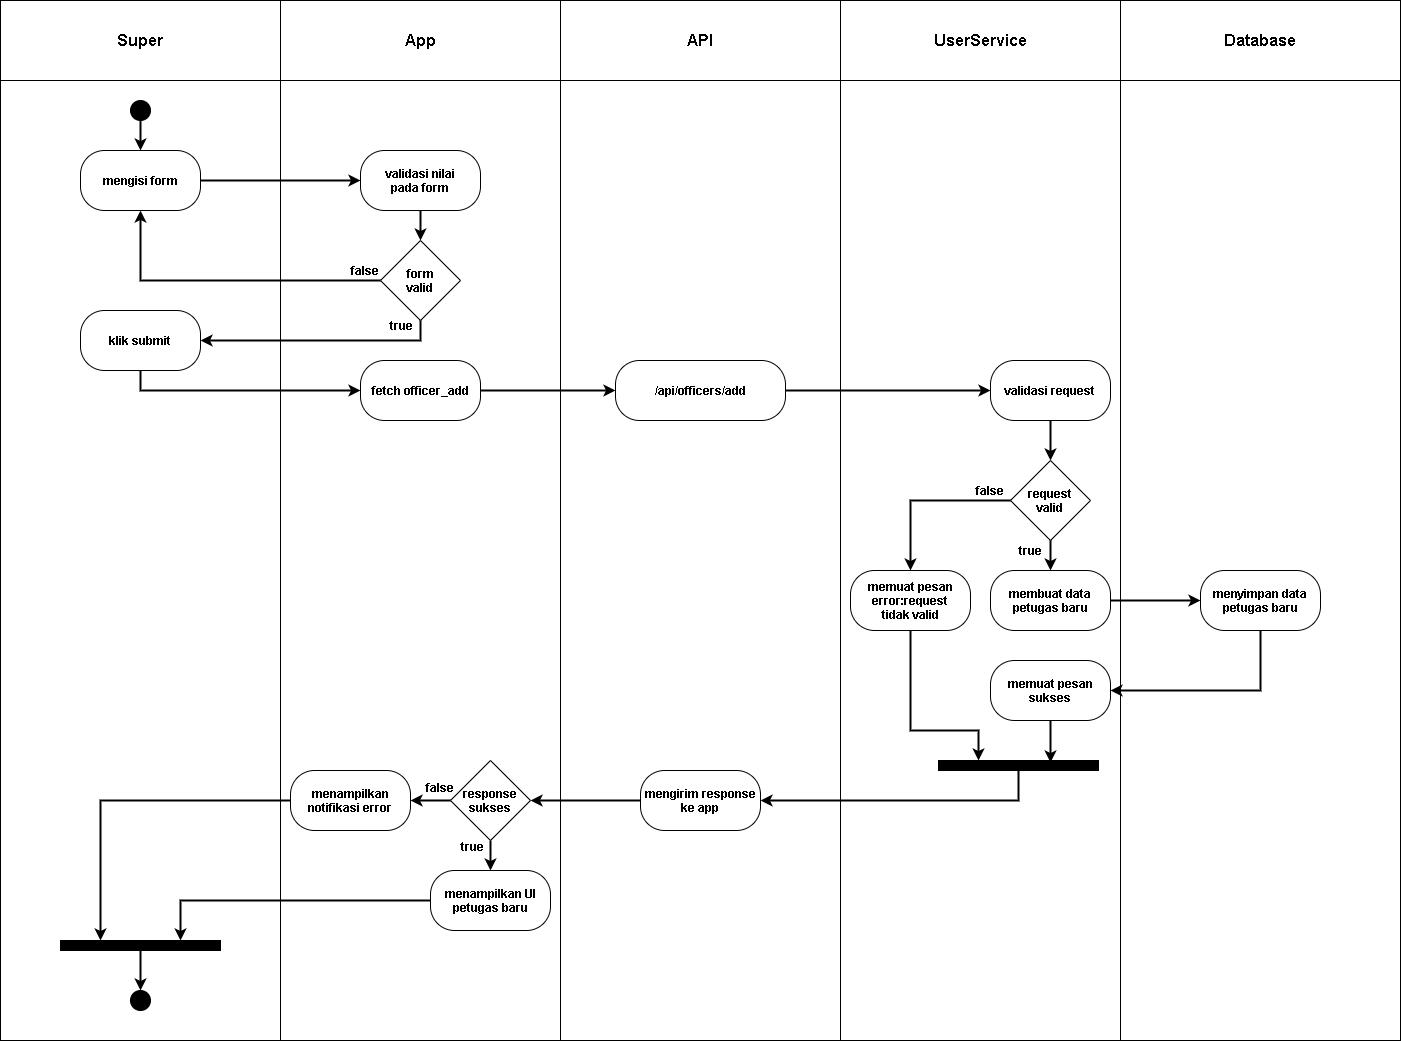 Super
App
API
UserService
Database
mengisi form
validasi nilai
pada form
false
form
valid
true
klik submit
fetch officer_add
/api/officers/add
validasi request
false
request
valid
true
memuat pesan
error:request
tidak valid
membuat data
petugas baru
menyimpan data
petugas baru
memuat pesan
sukses
menampilkan
notifikasi error
false
response
sukses
mengirim response
ke app
true
menampilkan UI
petugas baru